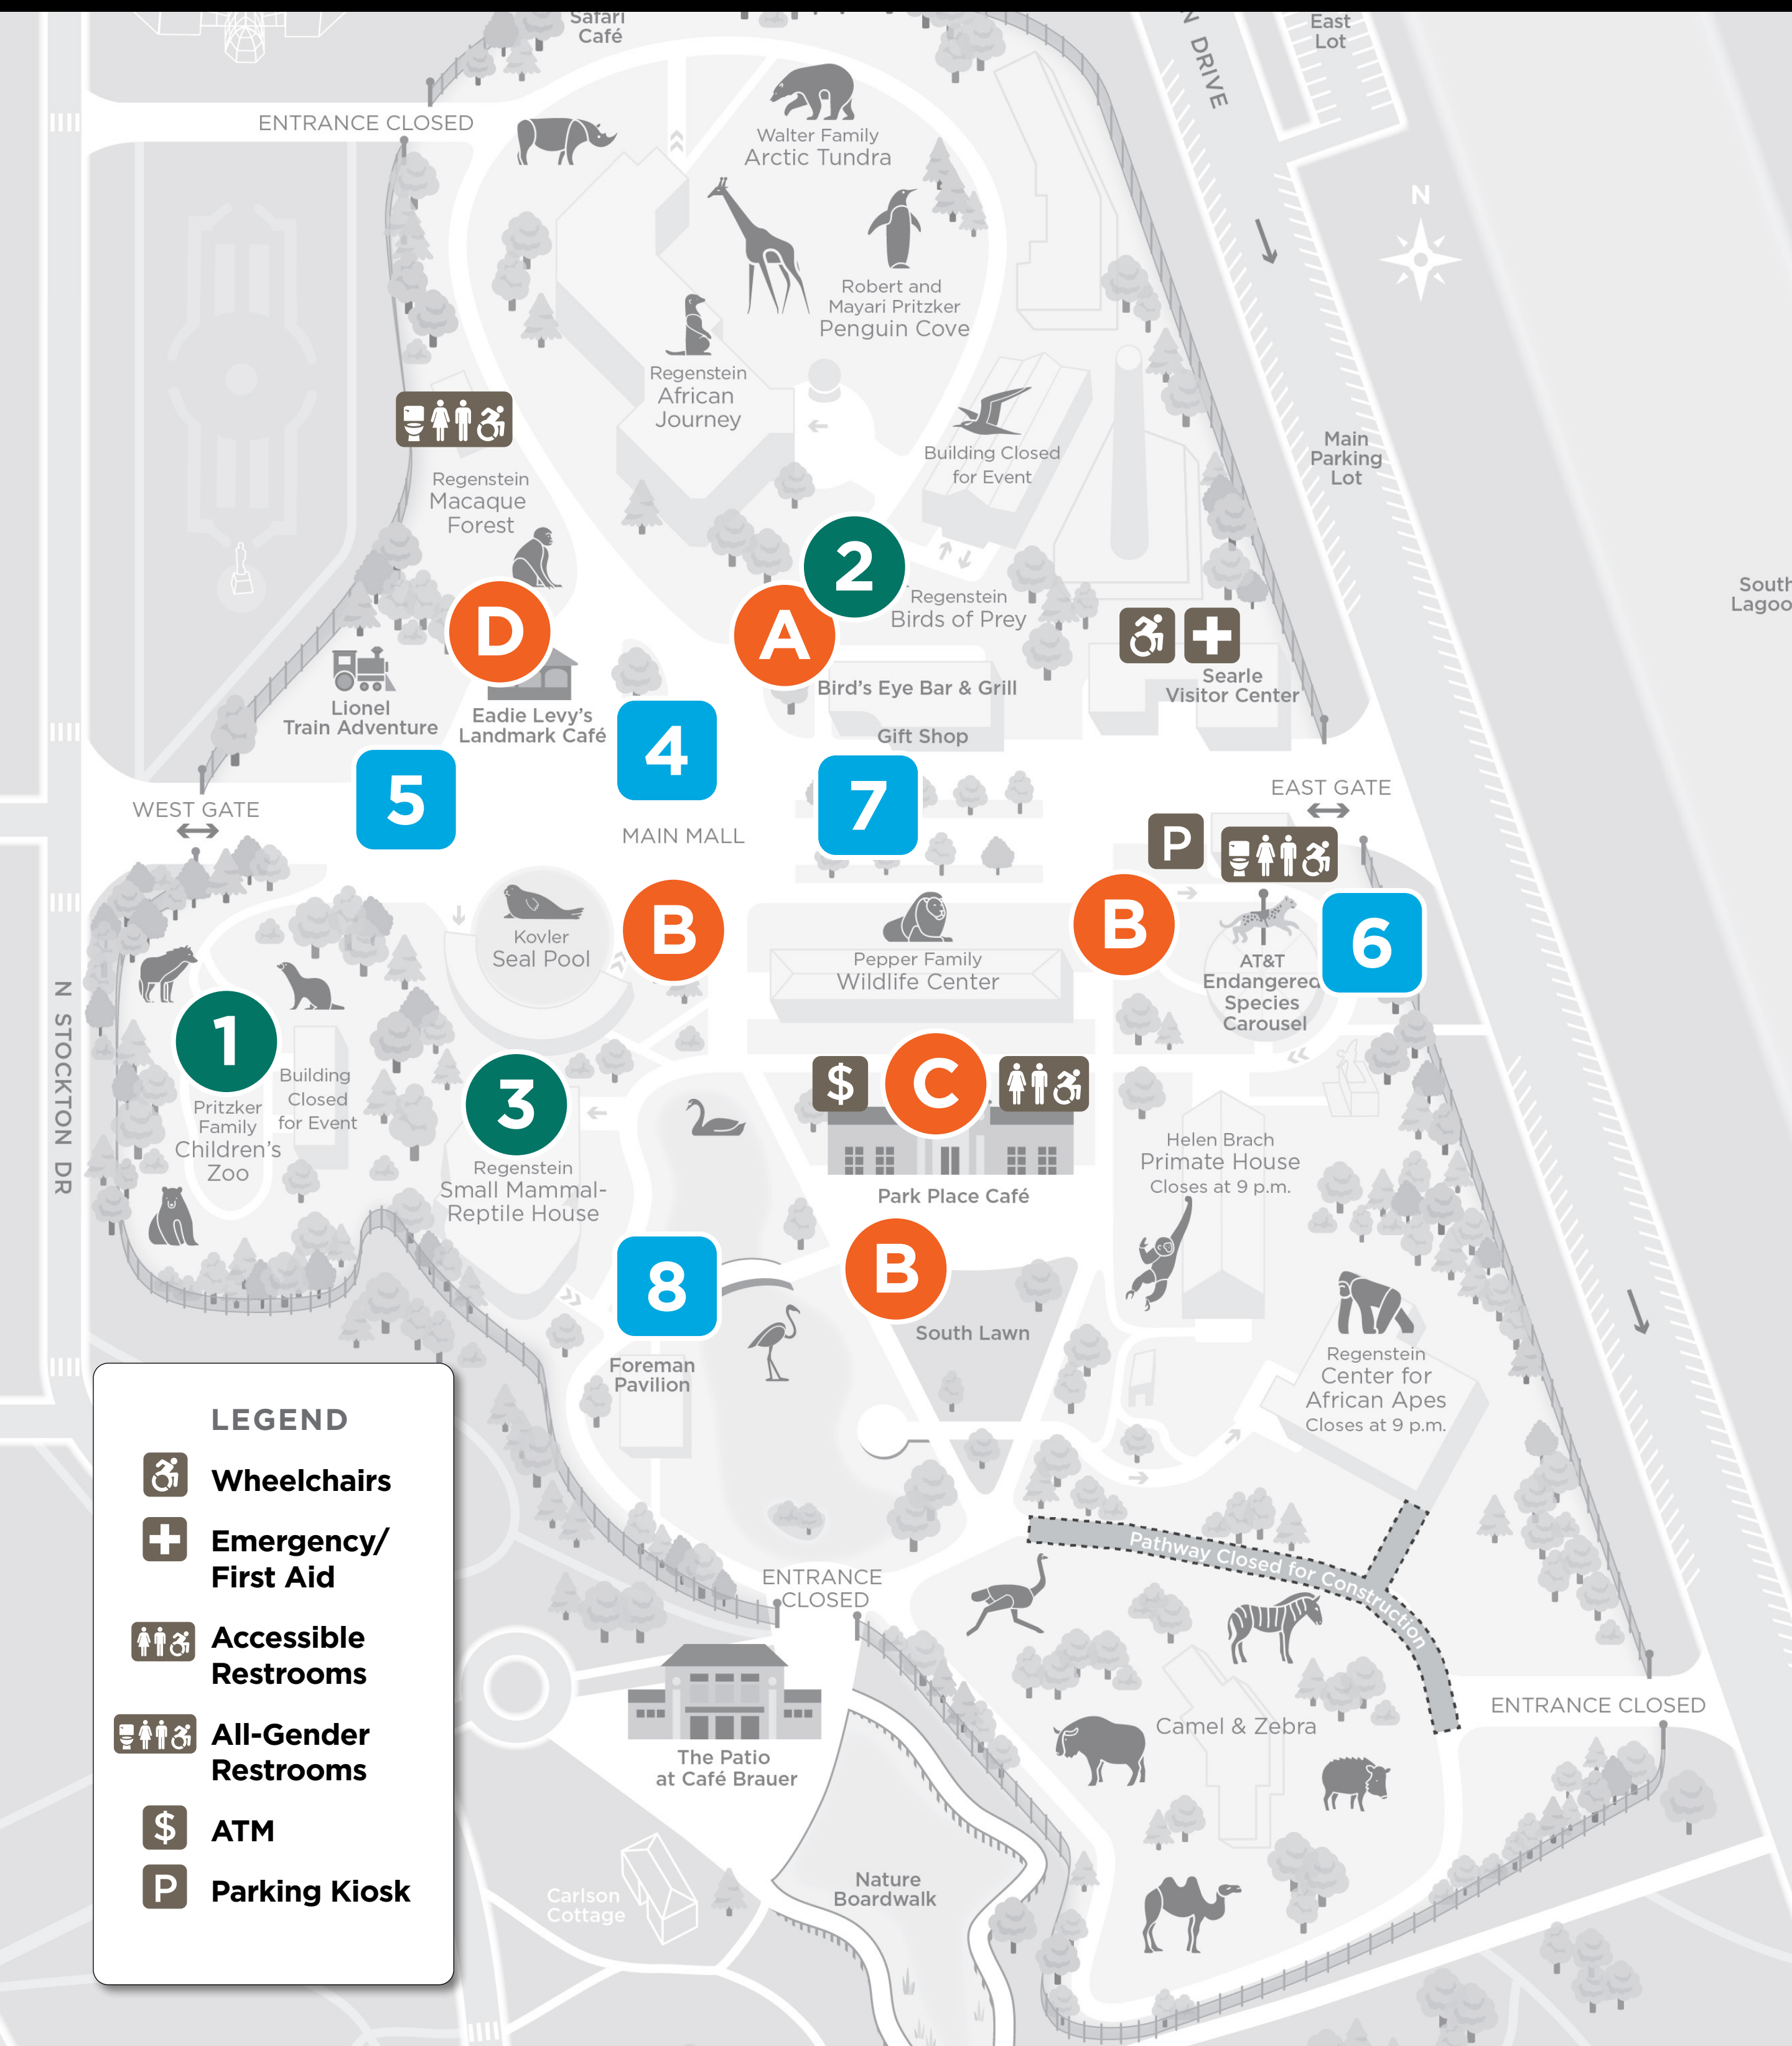 Safari
Café
East
Lot
N DRIVE
ENTRANCE CLOSED
Walter Family
Arctic Tundra
N
Robert and
Mayari Pritzker
Penguin Cove
Regenstein
African
Journey
Building Closed
for Event
Main
Parking
Lot
Regenstein
Macaque
Forest
South
Lagoo
2
Regenstein
Birds of Prey
D
A
Searle
Visitor Center
Bird's Eye Bar & Grill
Lionel
Train Adventure
Eadie Levy's
Landmark Café
4
Gift Shop
5
7
WEST GATE
EAST GATE
MAIN MALL
P
B
B
6
Kovler
Seal Pool
Pepper Family
Wildlife Center
AT&T
Endangered
Species
Carousel
N STOCKTON DR
1
Building
Closed
for Event
Pritzker
Family
Children's
Zoo
3
$
C
Regenstein
Small Mammal-
Reptile House
Park Place Café
Helen Brach
Primate House
Closes at 9 p.m.
8
B
South Lawn
Foreman
Pavilion
Regenstein
Center for
African Apes
Closes at 9 p.m.
LEGEND
Wheelchairs
Emergency/
First Aid
Accessible
Restrooms
All-Gender
Restrooms
$ ATM
P Parking Kiosk
Pathway Closed for Construction
ENTRANCE
CLOSED
ENTRANCE CLOSED
Camel & Zebra
The Patio
at Café Brauer
Nature
Boardwalk
Carlson
Cottage